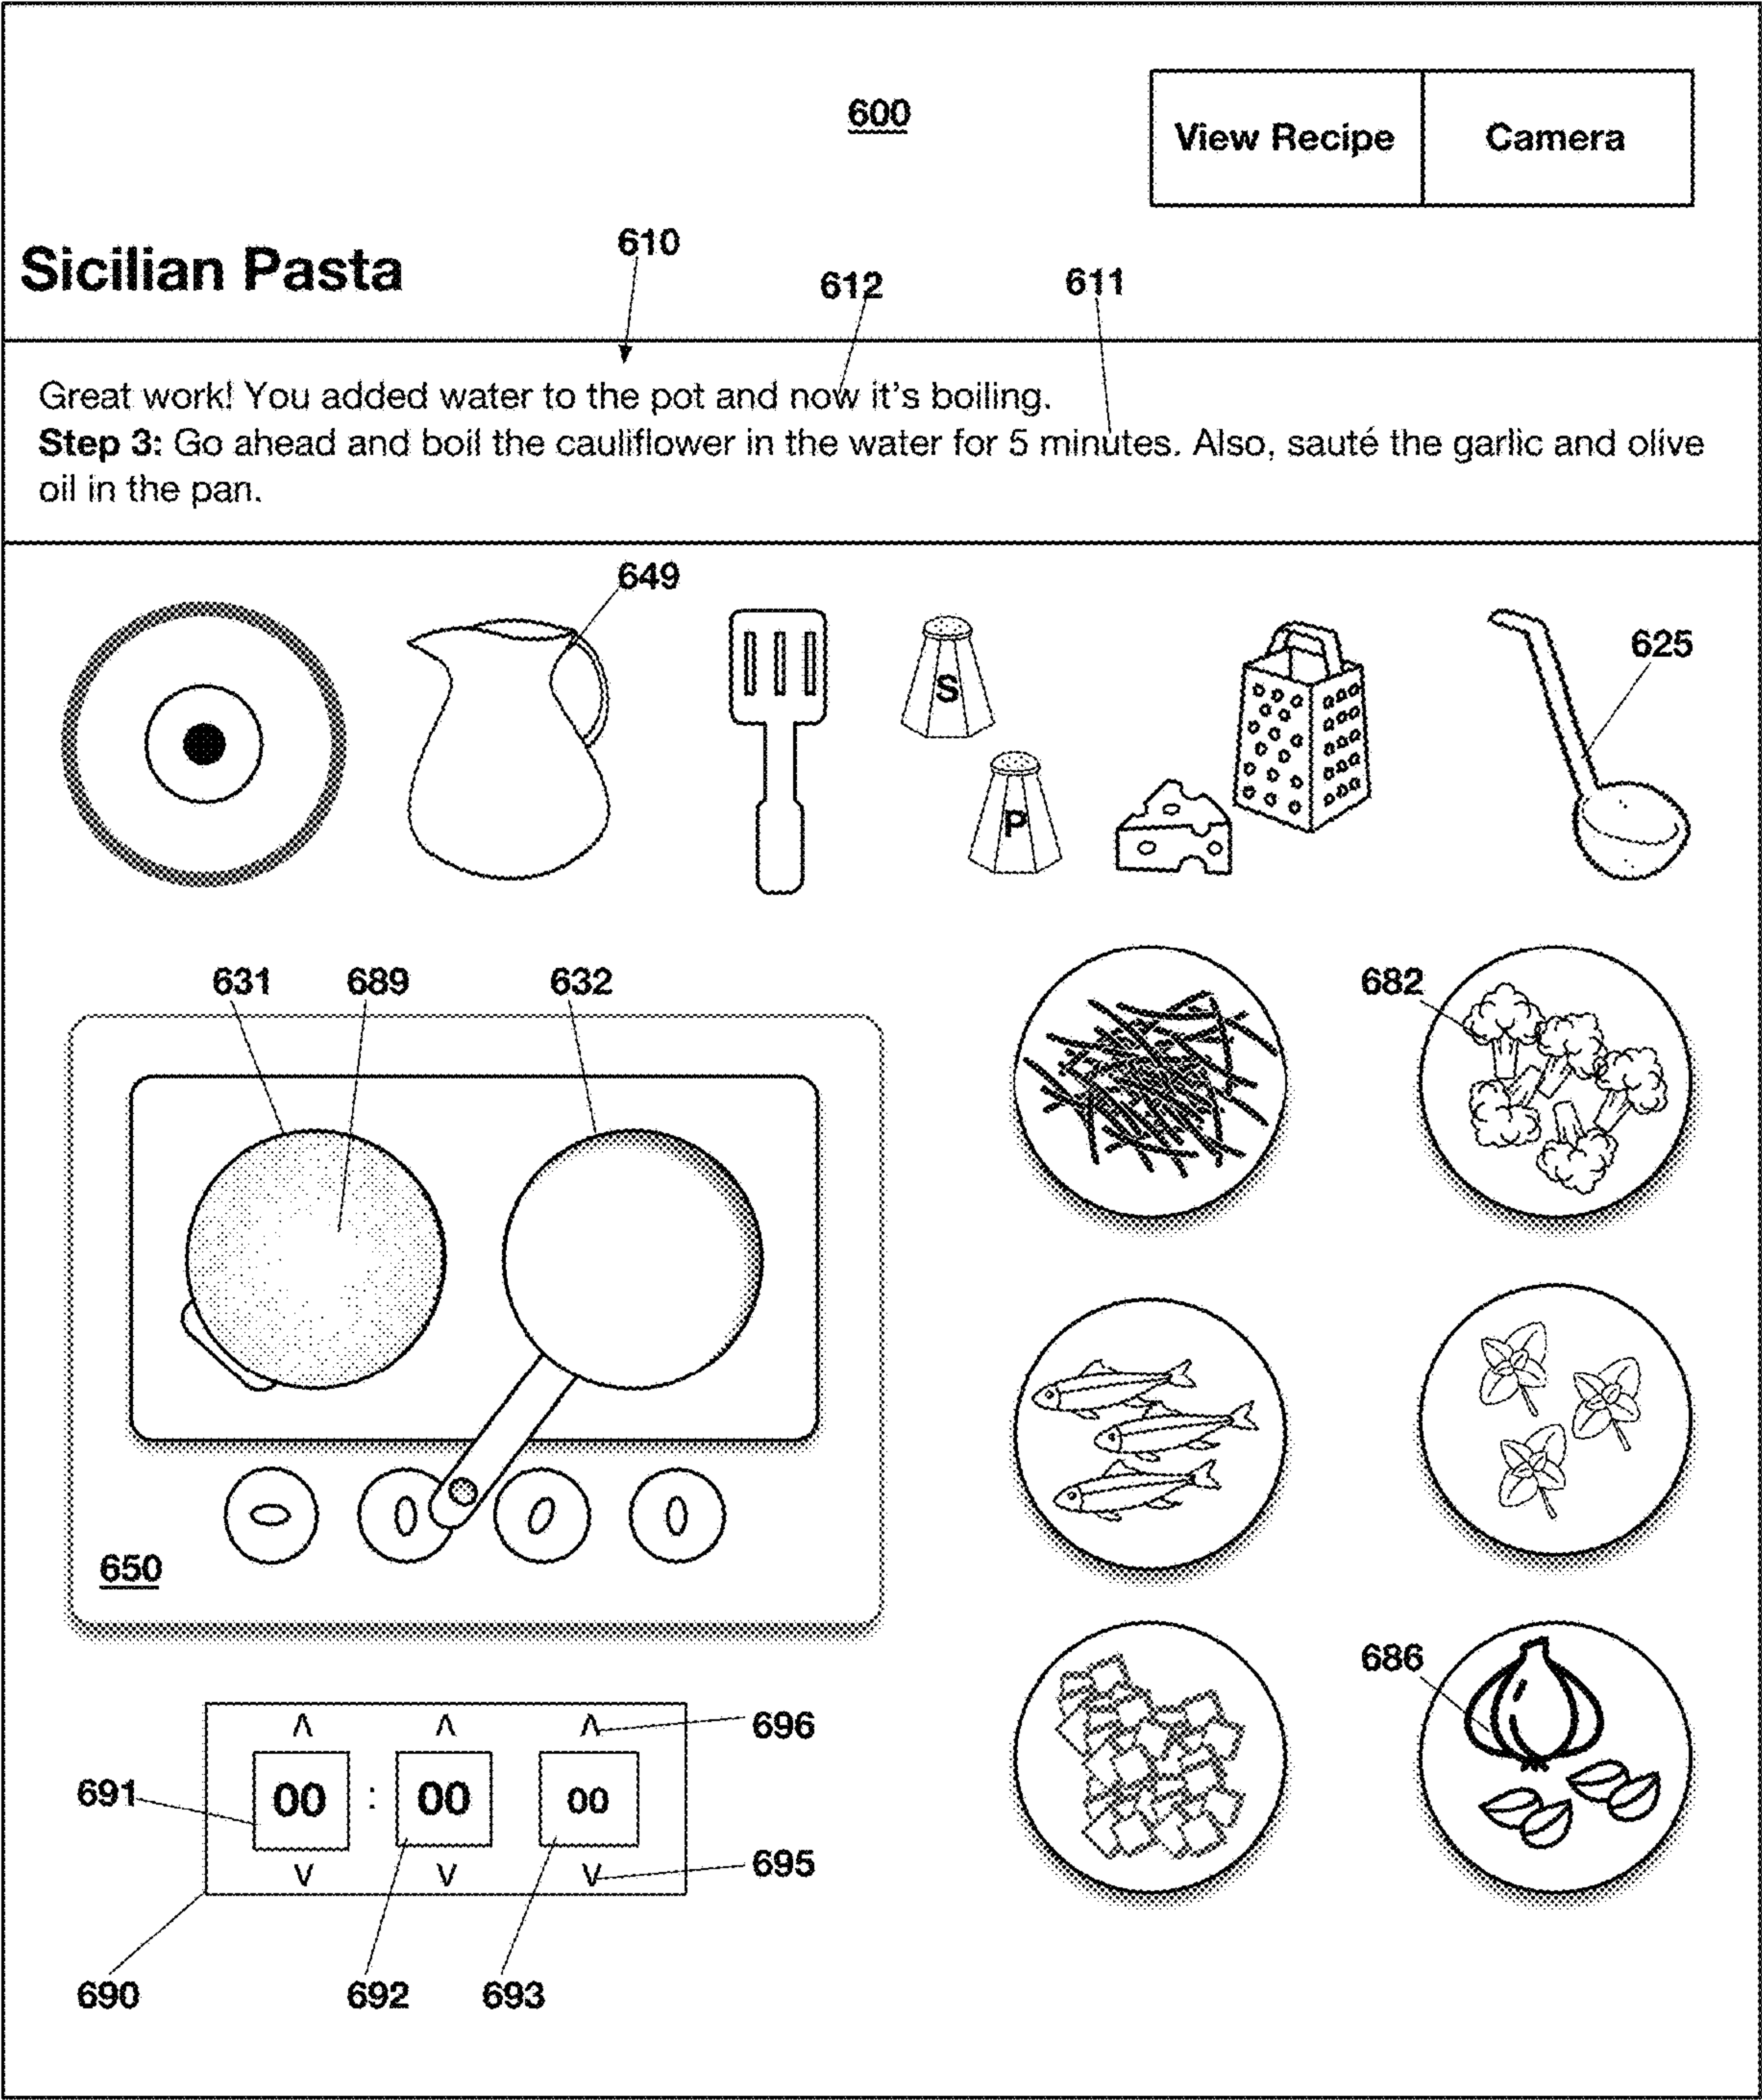 600
View Recipe
Camera
Sicilian Pasta
610
612
611
Great work! You added water to the pot and now it's boiling.
Step 3: Go ahead and boil the cauliflower in the water for 5 minutes. Also, sauté the garlic and olive
oil in the pan.
649
625
S
P
631
689
632
682
650
686
Λ Λ Λ
696
691
00 : 00 00
V V V
695
690
692
693